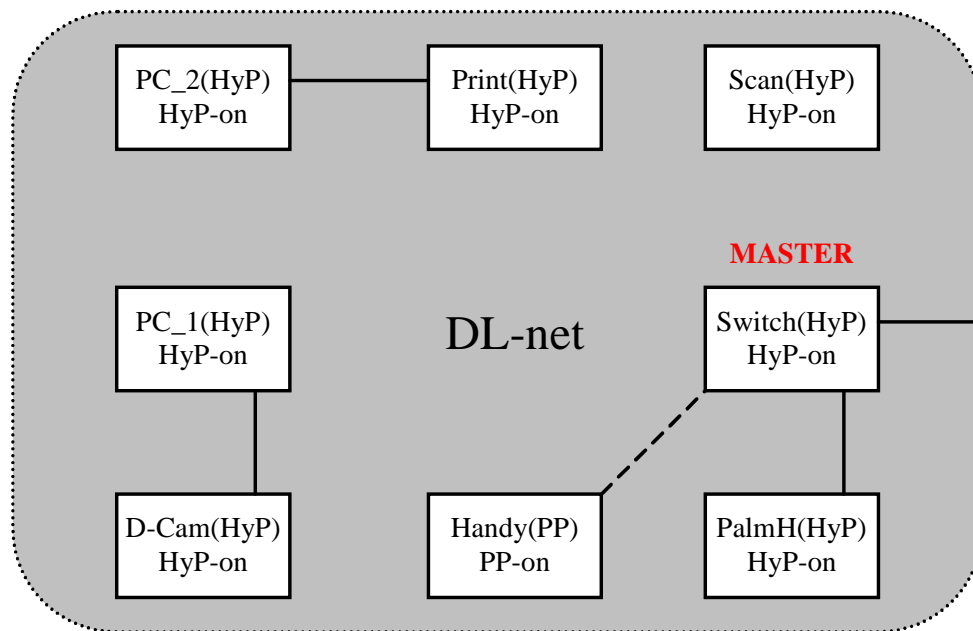 PC_2(HyP)
HyP-on
Print(HyP)
HyP-on
Scan(HyP)
HyP-on
MASTER
PC_1(HyP)
HyP-on
DL-net
Switch(HyP)
HyP-on
D-Cam(HyP)
HyP-on
Handy(PP)
PP-on
PalmH(HyP)
HyP-on